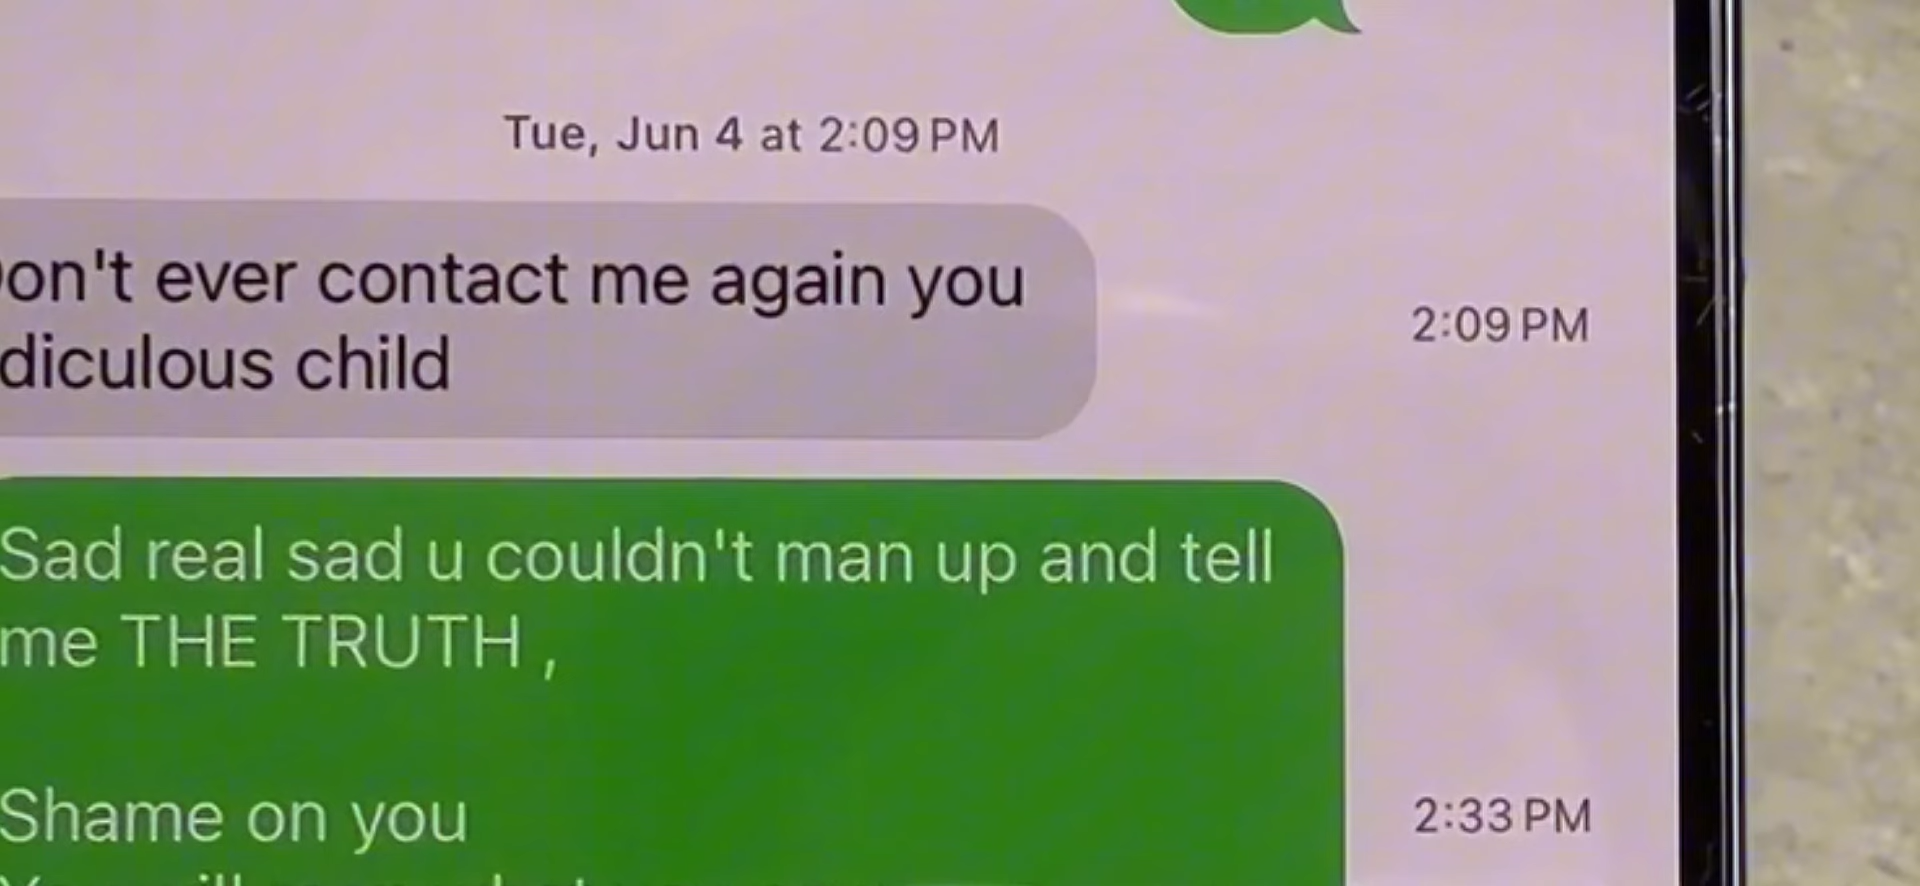 Tue, Jun 4 at 2:09 PM
on't ever contact me again you
diculous child
2:09 PM
Sad real sad u couldn't man up and tell
me THE TRUTH ,
Shame on you
2:33 PM